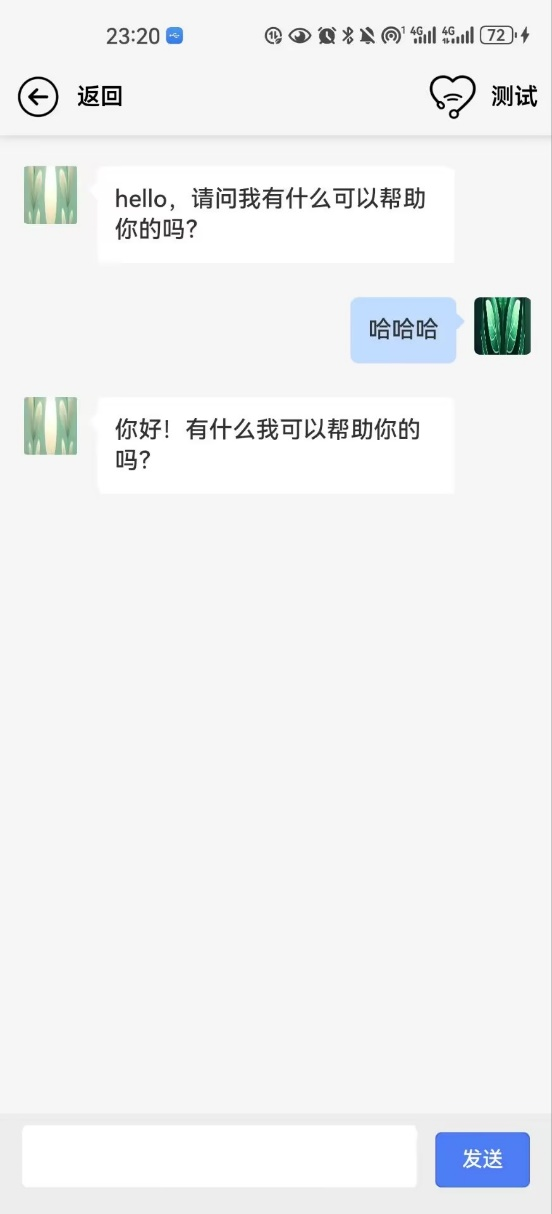 23:20
4G 4G 72
返回
测试
hello，请问我有什么可以帮助
你的吗？
哈哈哈
你好！有什么我可以帮助你的
吗？
发送